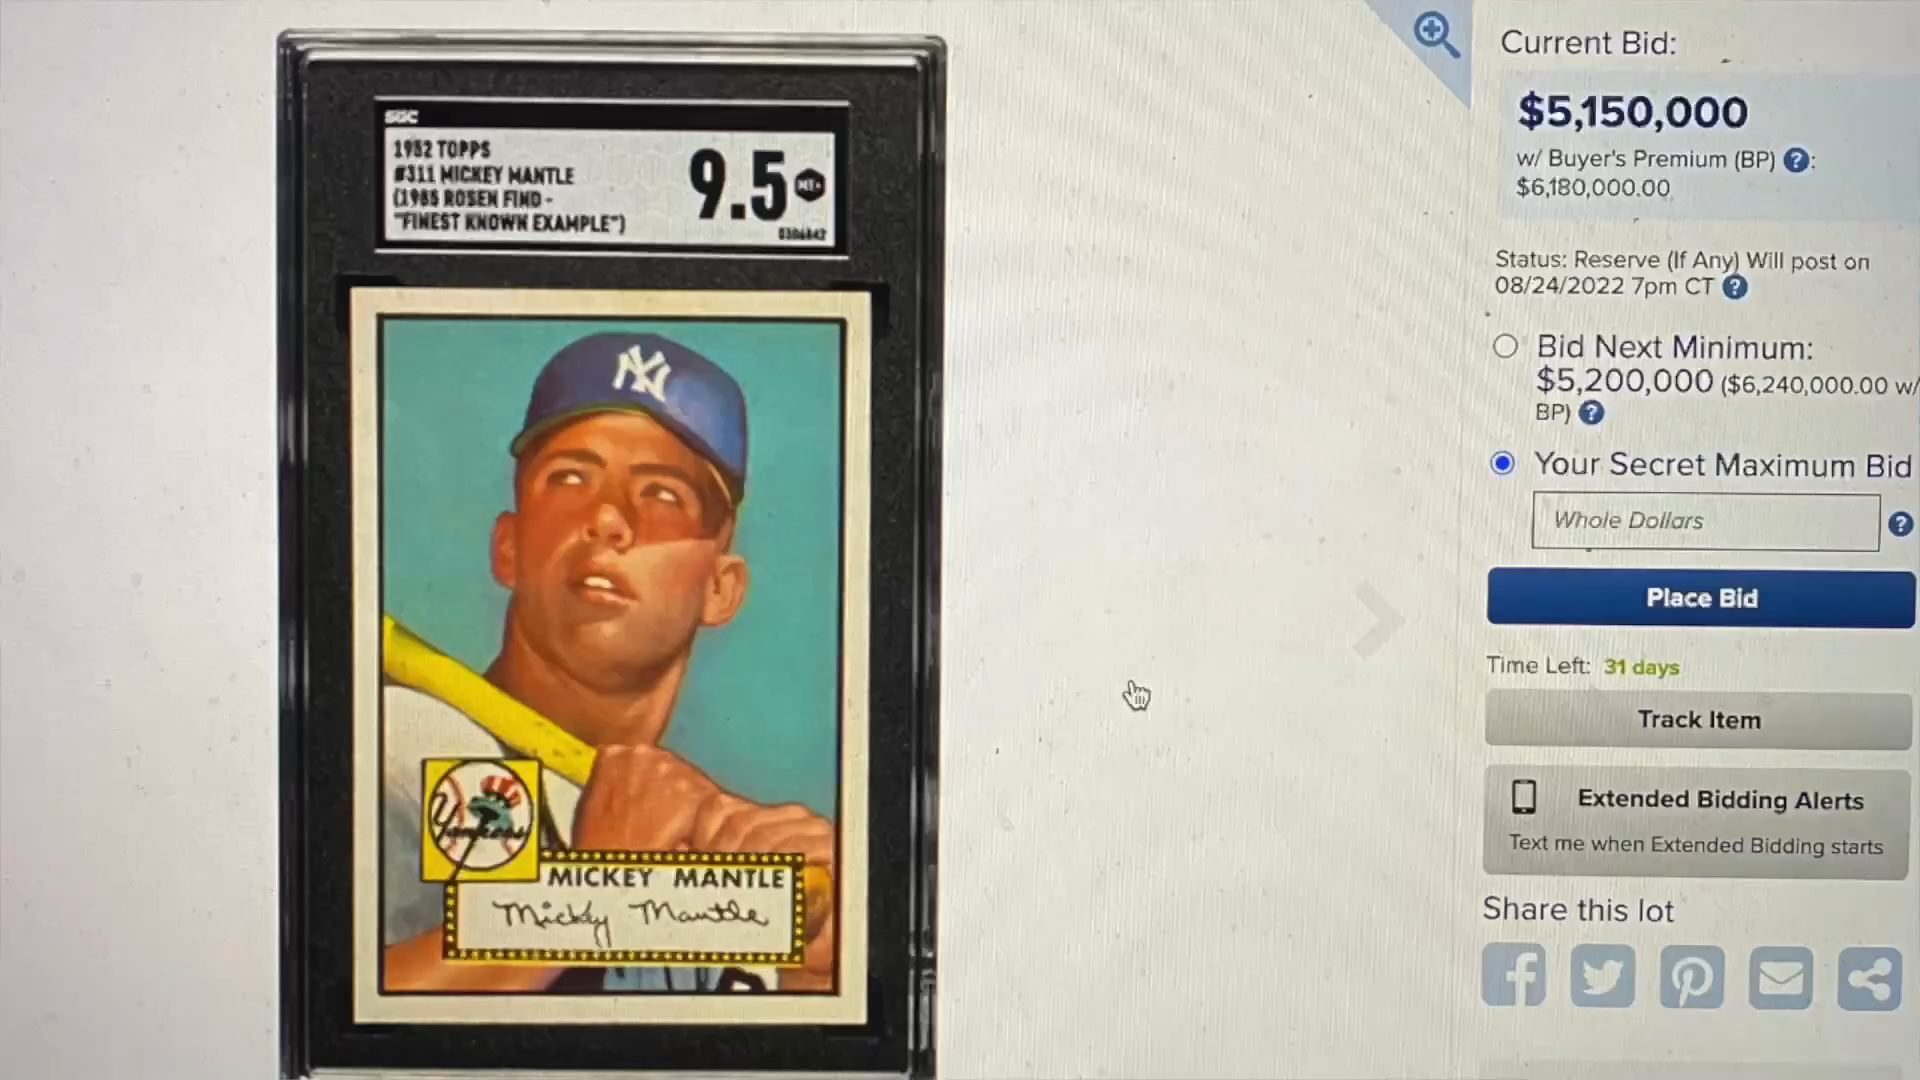 SGC
1952 TOPPS
#311 MICKEY MANTLE
(1985 ROSEN FIND -
"FINEST KNOWN EXAMPLE")
9.5
NY
Yankees
MICKEY MANTLE
Mickey Mantle
Current Bid:
$5,150,000
w/ Buyer's Premium (BP) ?:
$6,180,000.00
Status: Reserve (If Any) Will post on
08/24/2022 7pm CT ?
Bid Next Minimum:
$5,200,000 ($6,240,000.00 w/
BP) ?
Your Secret Maximum Bid
Whole Dollars ?
Place Bid
Time Left: 31 days
Track Item
Extended Bidding Alerts
Text me when Extended Bidding starts
Share this lot